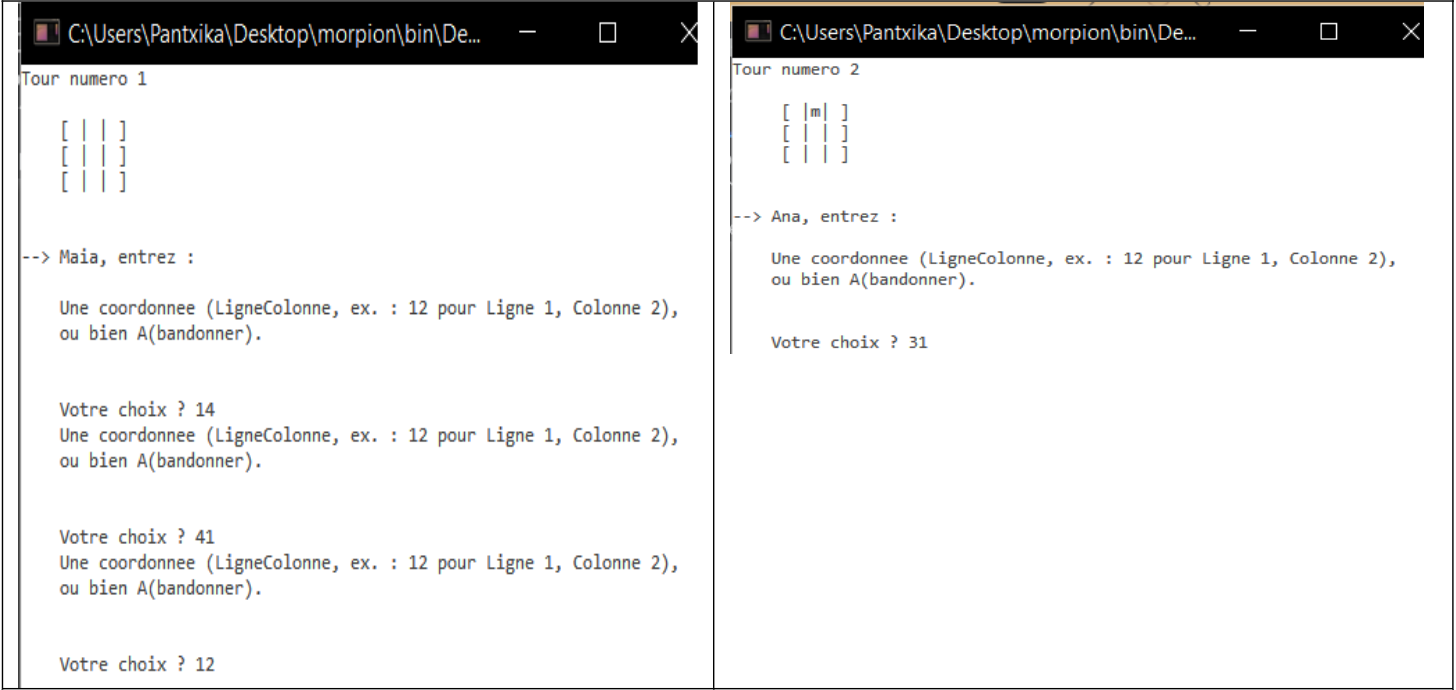 C:\Users\Pantxika\Desktop\morpion\bin\De...
Tour numero 1
[ | | ]
[ | | ]
[ | | ]
--> Maia, entrez :
Une coordonnee (LigneColonne, ex. : 12 pour Ligne 1, Colonne 2),
ou bien A(bandonner).
Votre choix ? 14
Une coordonnee (LigneColonne, ex. : 12 pour Ligne 1, Colonne 2),
ou bien A(bandonner).
Votre choix ? 41
Une coordonnee (LigneColonne, ex. : 12 pour Ligne 1, Colonne 2),
ou bien A(bandonner).
Votre choix ? 12
C:\Users\Pantxika\Desktop\morpion\bin\De...
Tour numero 2
[ |m| ]
[ | | ]
[ | | ]
--> Ana, entrez :
Une coordonnee (LigneColonne, ex. : 12 pour Ligne 1, Colonne 2),
ou bien A(bandonner).
Votre choix ? 31